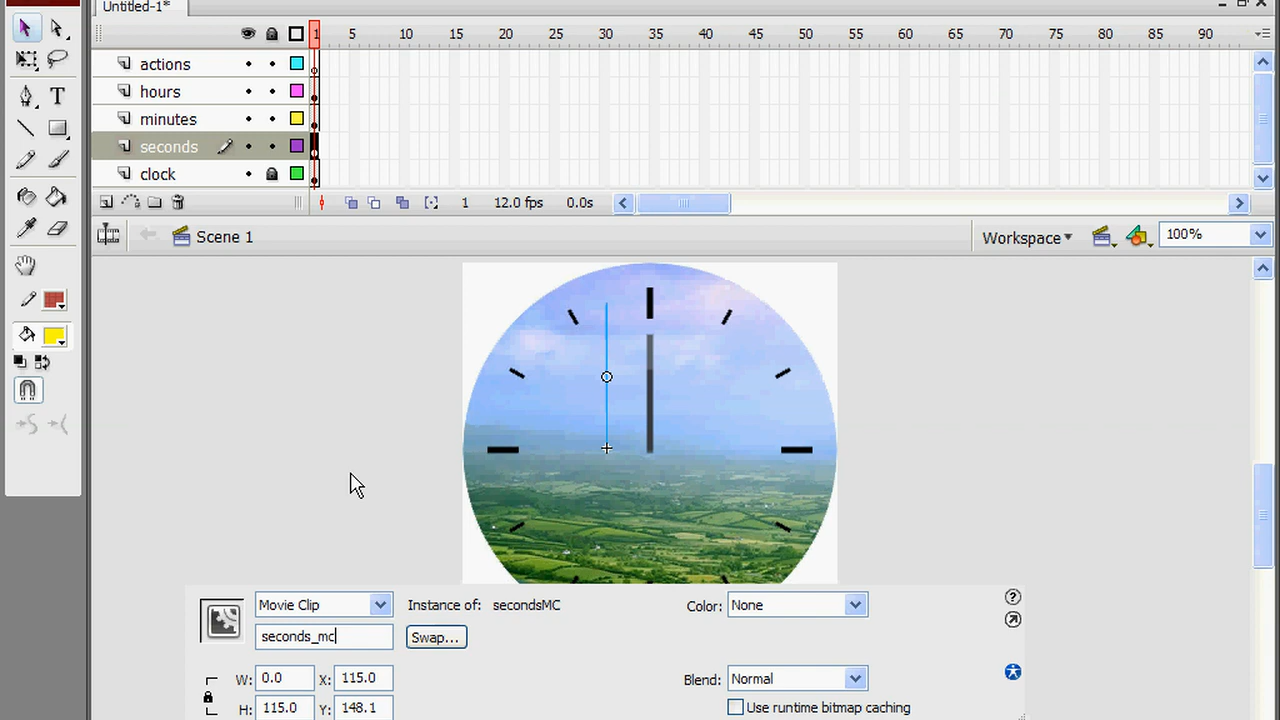 Untitled-1*
1 5 10 15 20 25 30 35 40 45 50 55 60 65 70 75 80 85 90
actions
hours
minutes
seconds
clock
1 12.0 fps 0.0s
Scene 1 Workspace 100%
T
Movie Clip Instance of: secondsMC Color: None
seconds_mc Swap...
W: 0.0 X: 115.0 Blend: Normal
H: 115.0 Y: 148.1 Use runtime bitmap caching